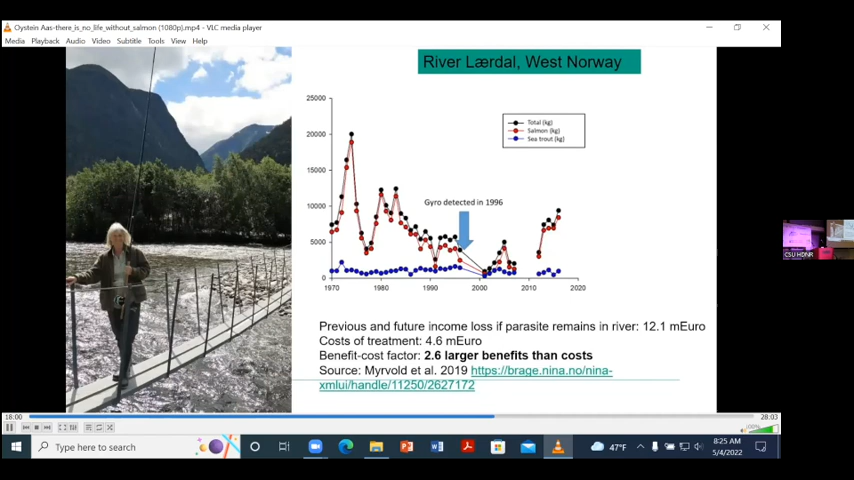 Oystein Aas-there_is_no_life_without_salmon (1080p).mp4 - VLC media player
Media Playback Audio Video Subtitle Tools View Help
River Lærdal, West Norway
25000
20000
15000
10000
5000
0
Total (kg)
Salmon (kg)
Sea trout (kg)
Gyro detected in 1996
1970 1980 1990 2000 2010 2020
Previous and future income loss if parasite remains in river: 12.1 mEuro
Costs of treatment: 4.6 mEuro
Benefit-cost factor: 2.6 larger benefits than costs
Source: Myrvold et al. 2019 https://brage.nina.no/nina-
xmlui/handle/11250/2627172
CSU HDNR
18:00
28:03
Type here to search
47°F
8:25 AM
5/4/2022